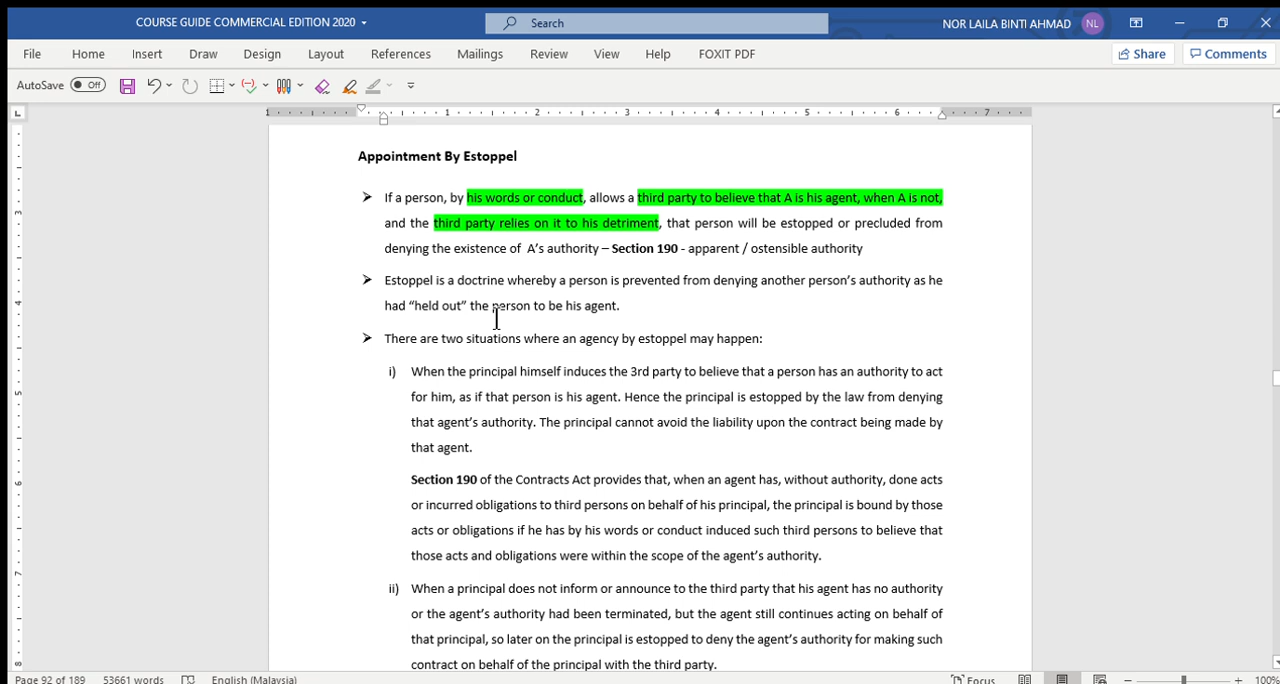 COURSE GUIDE COMMERCIAL EDITION 2020
Search
NOR LAILA BINTI AHMAD
NL
File Home Insert Draw Design Layout References Mailings Review View Help FOXIT PDF
Share
Comments
AutoSave Off
1 1 2 3 4 5 6 7
Appointment By Estoppel
➤ If a person, by his words or conduct, allows a third party to believe that A is his agent, when A is not,
and the third party relies on it to his detriment, that person will be estopped or precluded from
denying the existence of A's authority – Section 190 - apparent / ostensible authority
➤ Estoppel is a doctrine whereby a person is prevented from denying another person's authority as he
had "held out" the person to be his agent.
➤ There are two situations where an agency by estoppel may happen:
i) When the principal himself induces the 3rd party to believe that a person has an authority to act
for him, as if that person is his agent. Hence the principal is estopped by the law from denying
that agent's authority. The principal cannot avoid the liability upon the contract being made by
that agent.
Section 190 of the Contracts Act provides that, when an agent has, without authority, done acts
or incurred obligations to third persons on behalf of his principal, the principal is bound by those
acts or obligations if he has by his words or conduct induced such third persons to believe that
those acts and obligations were within the scope of the agent's authority.
ii) When a principal does not inform or announce to the third party that his agent has no authority
or the agent's authority had been terminated, but the agent still continues acting on behalf of
that principal, so later on the principal is estopped to deny the agent's authority for making such
contract on behalf of the principal with the third party.
3
4
5
6
7
8
Page 92 of 189 53661 words English (Malaysia) Focus 100%